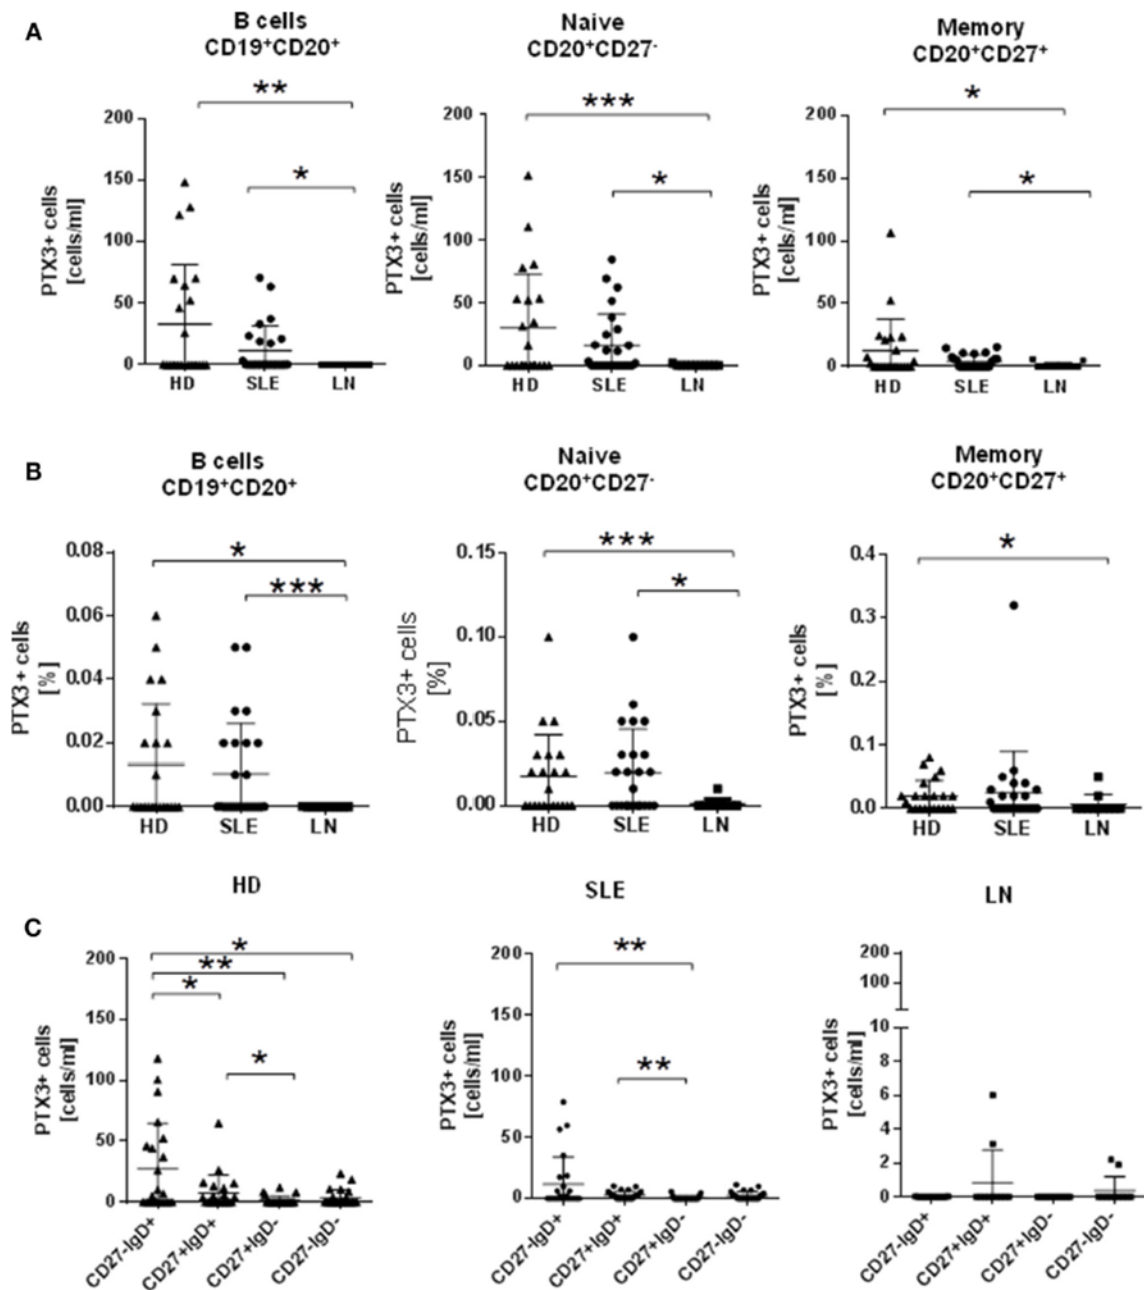 A
B cells
CD19+CD20+
Naive
CD20+CD27-
Memory
CD20+CD27+
**
*
***
*
*
*
PTX3+ cells
[cells/ml]
200
150
100
50
0
HD SLE LN
PTX3+ cells
[cells/ml]
200
150
100
50
0
HD SLE LN
PTX3+ cells
[cells/ml]
200
150
100
50
0
HD SLE LN
B
B cells
CD19+CD20+
Naive
CD20+CD27-
Memory
CD20+CD27+
*
***
***
*
*
PTX3+ cells
[%]
0.08
0.06
0.04
0.02
0.00
HD SLE LN
PTX3+ cells
[%]
0.15
0.10
0.05
0.00
HD SLE LN
PTX3+ cells
[%]
0.4
0.3
0.2
0.1
0.0
HD SLE LN
C
HD
SLE
LN
*
**
*
*
**
**
PTX3+ cells
[cells/ml]
200
150
100
50
0
CD27-IgD+
CD27+IgD+
CD27+IgD-
CD27-IgD-
PTX3+ cells
[cells/ml]
200
150
100
50
0
CD27-IgD+
CD27+IgD+
CD27+IgD-
CD27-IgD-
PTX3+ cells
[cells/ml]
200
100
10
8
6
4
2
0
CD27-IgD+
CD27+IgD+
CD27+IgD-
CD27-IgD-